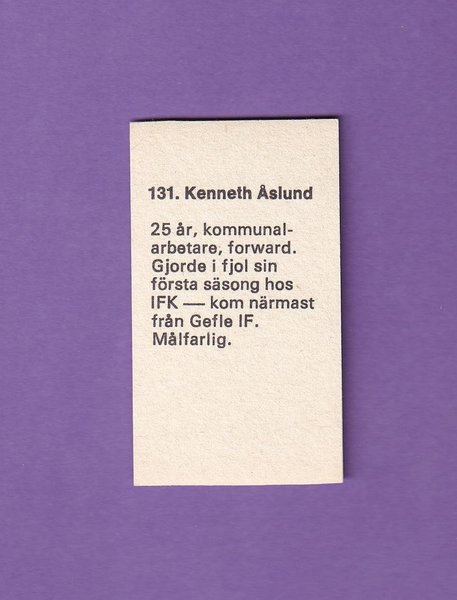 131. Kenneth Åslund
25 år, kommunal-
arbetare, forward.
Gjorde i fjol sin
första säsong hos
IFK — kom närmast
från Gefle IF.
Målfarlig.